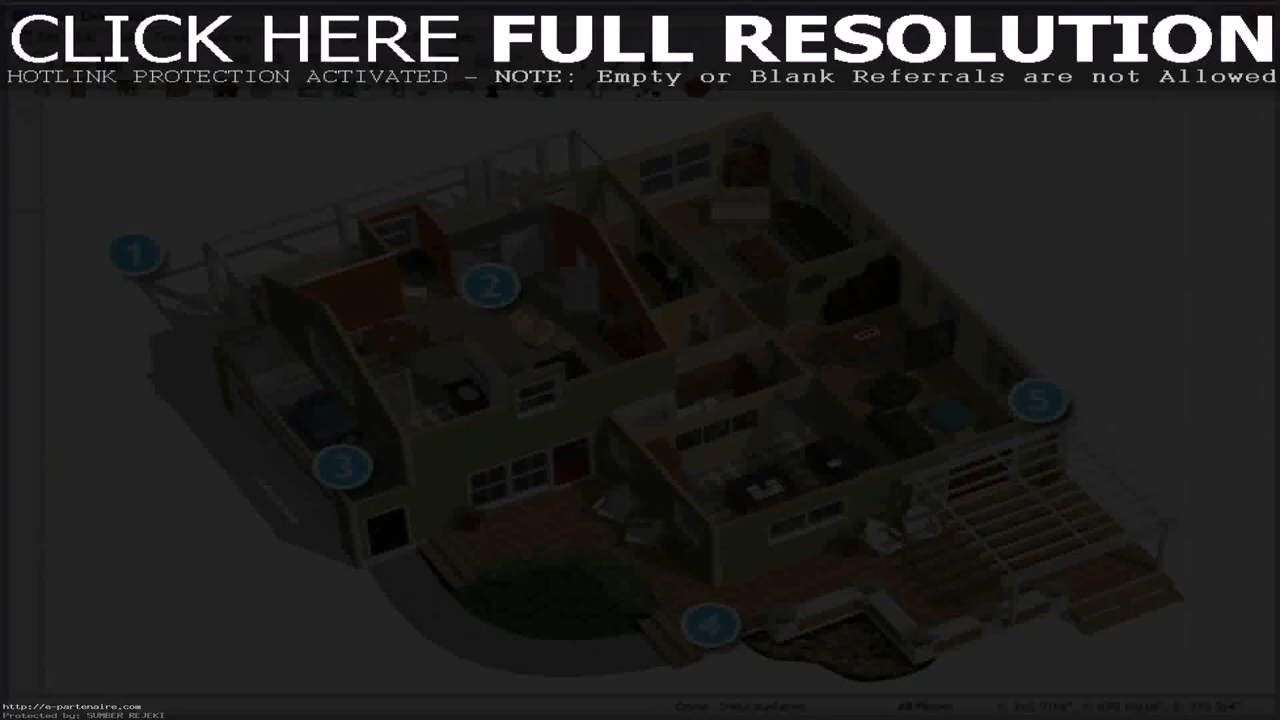 CLICK HERE FULL RESOLUTION
HOTLINK PROTECTION ACTIVATED – NOTE: Empty or Blank Referrals are not Allowed
1
2
3
4
5
http://e-partenaire.com
Protected by: SUMBER REJEKI